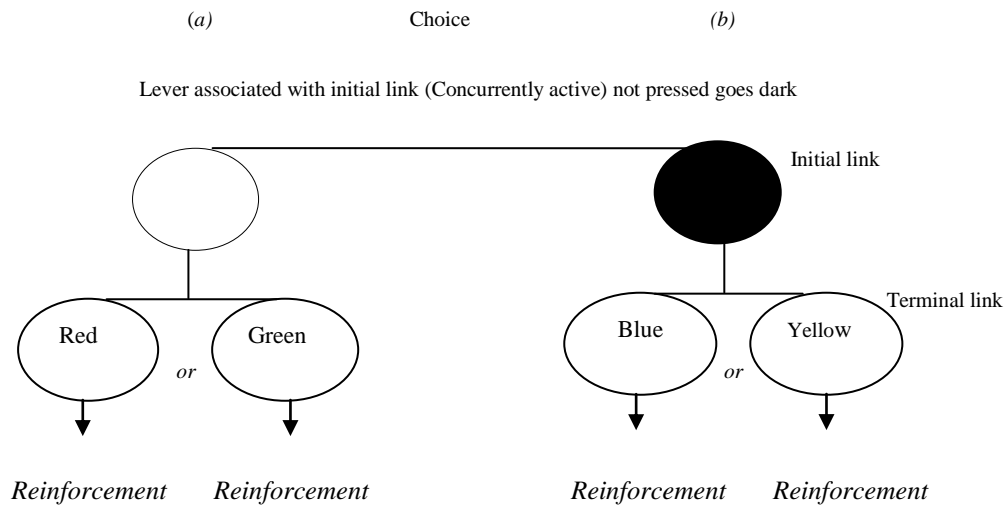 (a) Choice (b)
Lever associated with initial link (Concurrently active) not pressed goes dark
Initial link
Terminal link
Red Green Blue Yellow
or or
Reinforcement Reinforcement Reinforcement Reinforcement